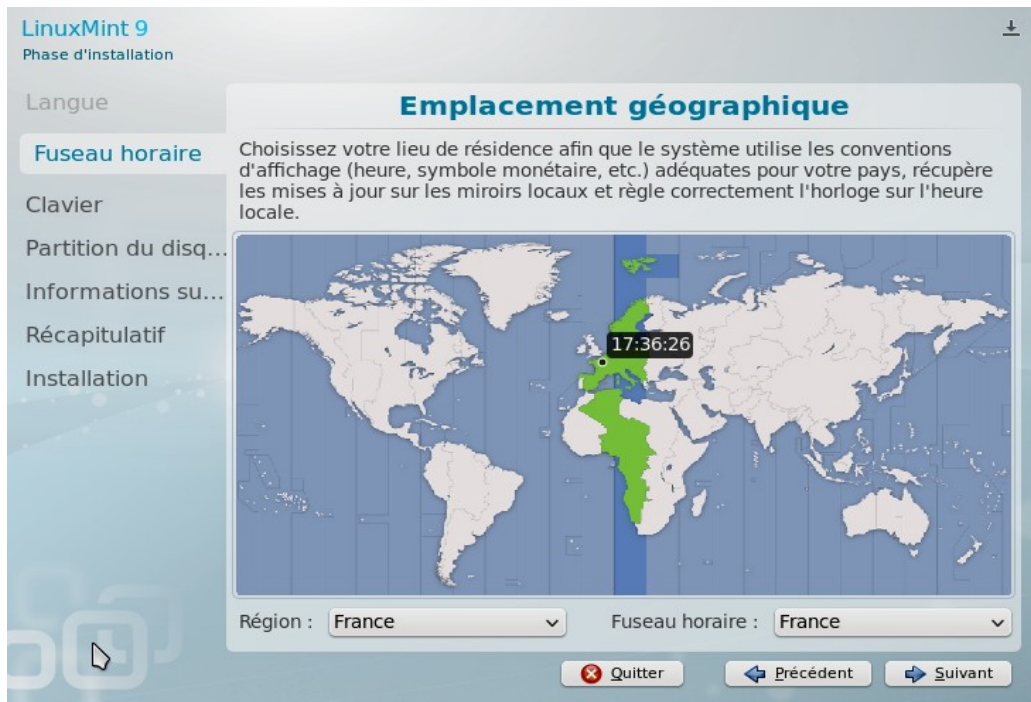 LinuxMint 9
Phase d'installation
Langue
Fuseau horaire
Clavier
Partition du disq...
Informations su...
Récapitulatif
Installation
Emplacement géographique
Choisissez votre lieu de résidence afin que le système utilise les conventions
d'affichage (heure, symbole monétaire, etc.) adéquates pour votre pays, récupère
les mises à jour sur les miroirs locaux et règle correctement l'horloge sur l'heure
locale.
17:36:26
Région : France
Fuseau horaire : France
Quitter
Précédent
Suivant